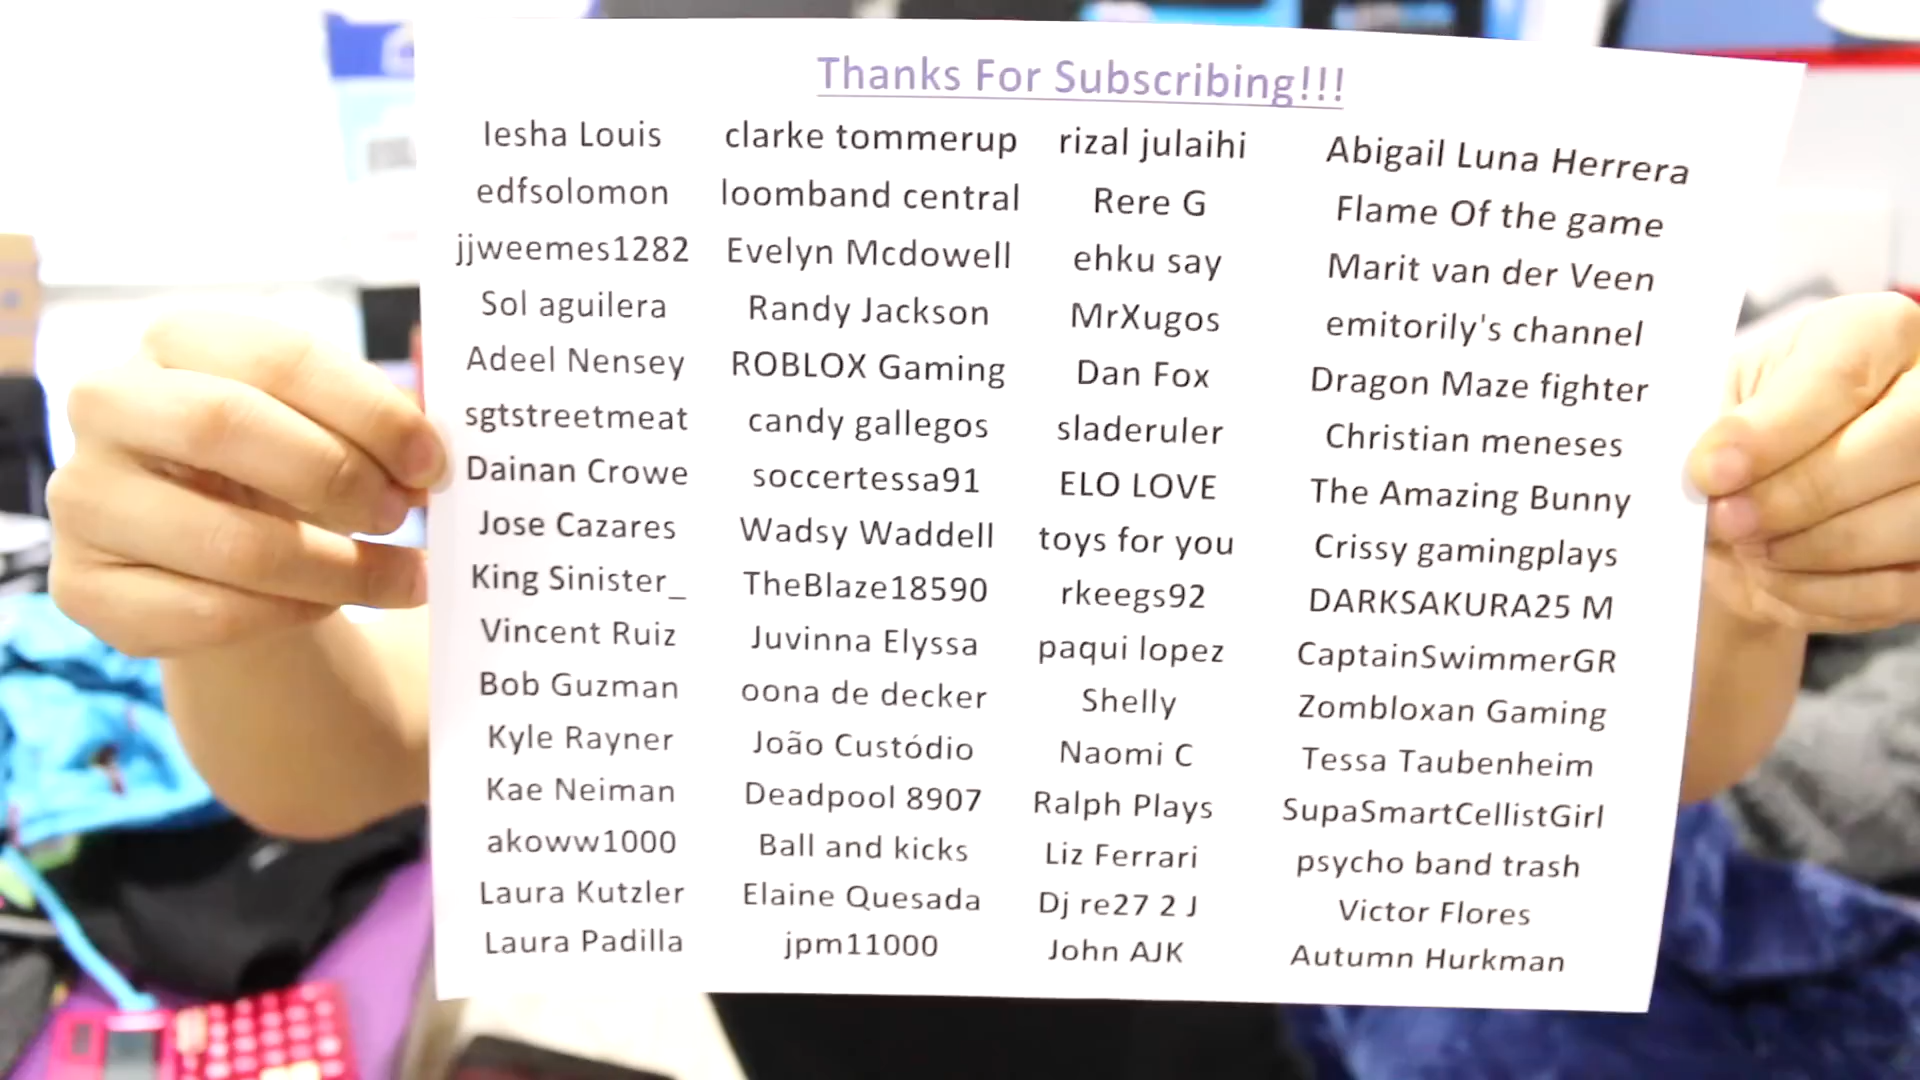 Thanks For Subscribing!!!
Iesha Louis clarke tommerup rizal julaihi Abigail Luna Herrera
edfsolomon loomband central Rere G Flame Of the game
jjweemes1282 Evelyn Mcdowell ehku say Marit van der Veen
Sol aguilera Randy Jackson MrXugos emitorily's channel
Adeel Nensey ROBLOX Gaming Dan Fox Dragon Maze fighter
sgtstreetmeat candy gallegos sladeruler Christian meneses
Dainan Crowe soccertessa91 ELO LOVE The Amazing Bunny
Jose Cazares Wadsy Waddell toys for you Crissy gamingplays
King Sinister_ TheBlaze18590 rkeegs92 DARKSAKURA25 M
Vincent Ruiz Juvinna Elyssa paqui lopez CaptainSwimmerGR
Bob Guzman oona de decker Shelly Zombloxan Gaming
Kyle Rayner João Custódio Naomi C Tessa Taubenheim
Kae Neiman Deadpool 8907 Ralph Plays SupaSmartCellistGirl
akoww1000 Ball and kicks Liz Ferrari psycho band trash
Laura Kutzler Elaine Quesada Dj re27 2 J Victor Flores
Laura Padilla jpm11000 John AJK Autumn Hurkman